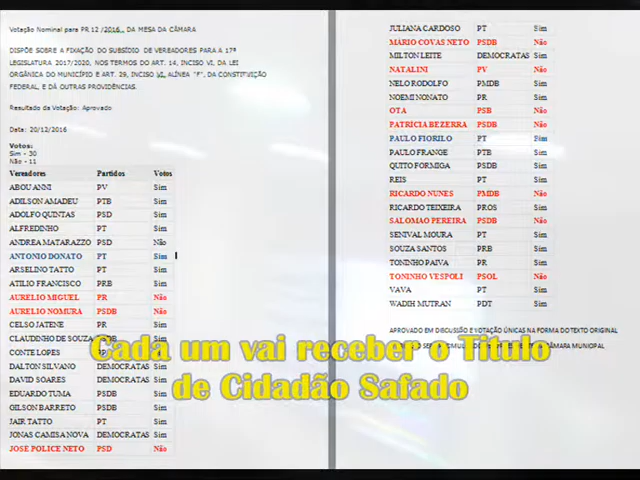 Votação Nominal para PR 12 /2016, DA MESA DA CÂMARA
DISPÕE SOBRE A FIXAÇÃO DO SUBSÍDIO DE VEREADORES PARA A 17ª
LEGISLATURA 2017/2020, NOS TERMOS DO ART. 14, INCISO VI, DA LEI
ORGÂNICA DO MUNICÍPIO E ART. 29, INCISO VI, ALÍNEA "F", DA CONSTITUIÇÃO
FEDERAL, E DÁ OUTRAS PROVIDÊNCIAS.
Resultado da Votação: Aprovado
Data: 20/12/2016
Votos:
Sim - 30
Não - 11
Vereadores Partidos Votos
ABOU ANNI PV Sim
ADILSON AMADEU PTB Sim
ADOLFO QUINTAS PSD Sim
ALFREDINHO PT Sim
ANDREA MATARAZZO PSD Não
ANTONIO DONATO PT Sim
ARSELINO TATTO PT Sim
ATILIO FRANCISCO PRB Sim
AURELIO MIGUEL PR Não
AURELIO NOMURA PSDB Não
CELSO JATENE PR Sim
CLAUDINHO DE SOUZA
CONTE LOPES
DALTON SILVANO DEMOCRATAS Sim
DAVID SOARES DEMOCRATAS Sim
EDUARDO TUMA PSDB Sim
GILSON BARRETO PSDB Sim
JAIR TATTO PT Sim
JONAS CAMISA NOVA DEMOCRATAS Sim
JOSÉ POLICE NETO PSD Não
JULIANA CARDOSO PT Sim
MARIO COVAS NETO PSDB Não
MILTON LEITE DEMOCRATAS Sim
NATALINI PV Não
NELO RODOLFO PMDB Sim
NOEMI NONATO PR Sim
OTA PSB Não
PATRÍCIA BEZERRA PSDB Não
PAULO FIORILO PT Sim
PAULO FRANGE PTB Sim
QUITO FORMIGA PSDB Sim
REIS PT Sim
RICARDO NUNES PMDB Não
RICARDO TEIXEIRA PROS Sim
SALOMÃO PEREIRA PSDB Não
SENIVAL MOURA PT Sim
SOUZA SANTOS PRB Sim
TONINHO PAIVA PR Sim
TONINHO VESPOLI PSOL Não
VAVA PT Sim
WADIH MUTRAN PDT Sim
APROVADO EM DISCUSSÃO E VOTAÇÃO ÚNICAS NA FORMA DO TEXTO ORIGINAL
CÂMARA MUNICIPAL
Cada um vai receber o Titulo
de Cidadão Safado